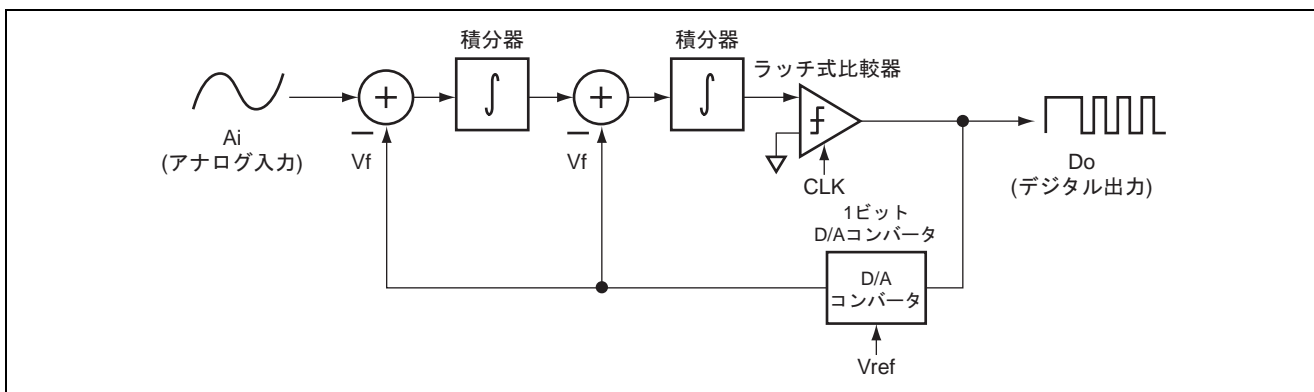 積分器
積分器
ラッチ式比較器
Ai
(アナログ入力)
Vf
Vf
CLK
Do
(デジタル出力)
1ビット
D/Aコンバータ
D/A
コンバータ
Vref